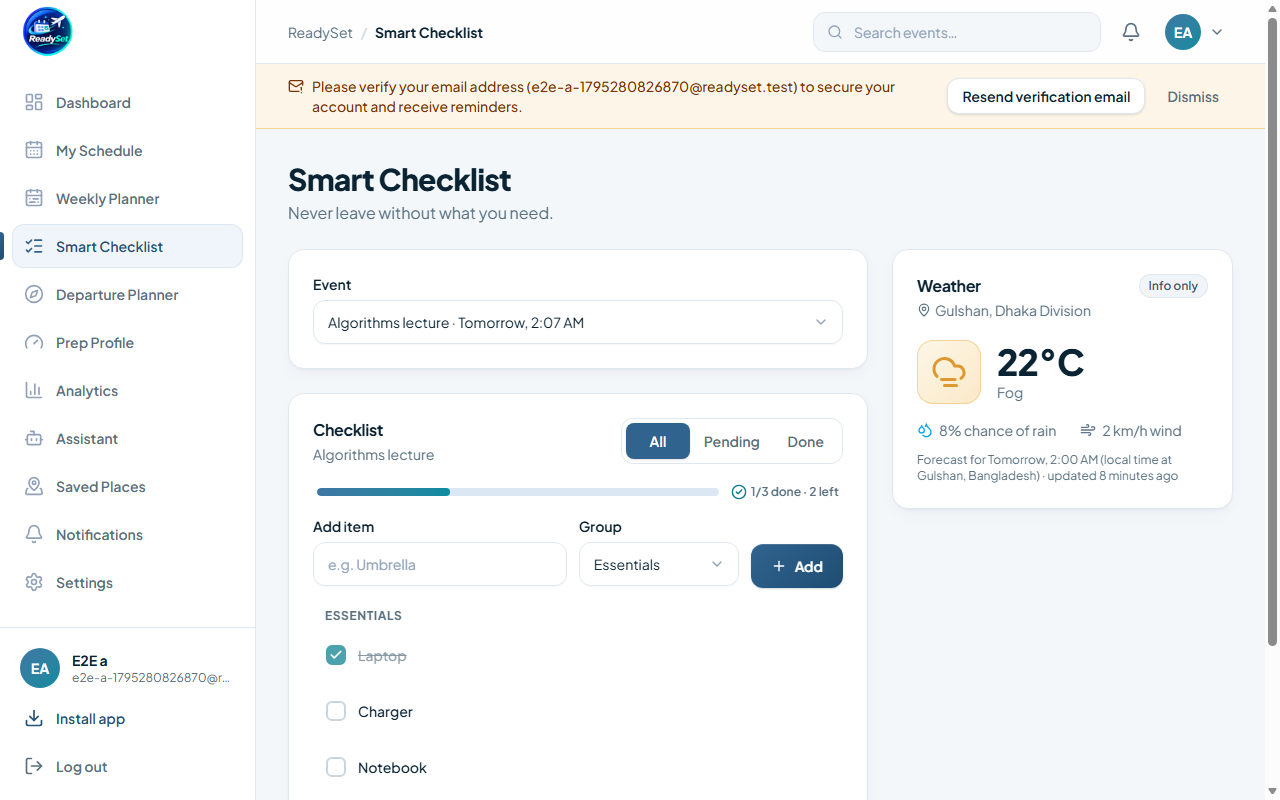 ReadySet
Dashboard
My Schedule
Weekly Planner
Smart Checklist
Departure Planner
Prep Profile
Analytics
Assistant
Saved Places
Notifications
Settings
EA
E2E a
e2e-a-1795280826870@r...
Install app
Log out
ReadySet / Smart Checklist
Search events...
EA
Please verify your email address (e2e-a-1795280826870@readyset.test) to secure your
account and receive reminders.
Resend verification email
Dismiss
Smart Checklist
Never leave without what you need.
Event
Algorithms lecture · Tomorrow, 2:07 AM
Checklist
Algorithms lecture
All
Pending
Done
1/3 done · 2 left
Add item
e.g. Umbrella
Group
Essentials
+ Add
ESSENTIALS
Laptop
Charger
Notebook
Weather
Info only
Gulshan, Dhaka Division
22°C
Fog
8% chance of rain
2 km/h wind
Forecast for Tomorrow, 2:00 AM (local time at
Gulshan, Bangladesh) · updated 8 minutes ago